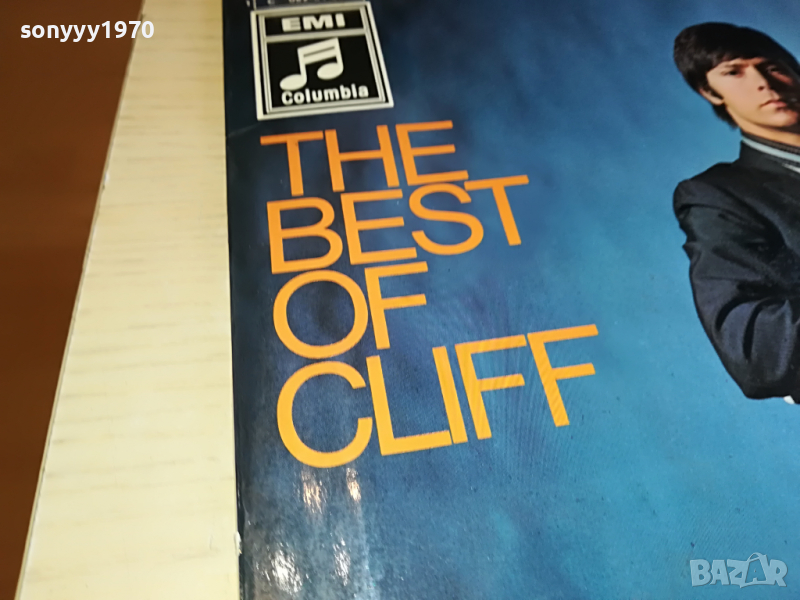 sonyyy1970
EMI
Columbia
THE
BEST
OF
CLIFF
BAZAR